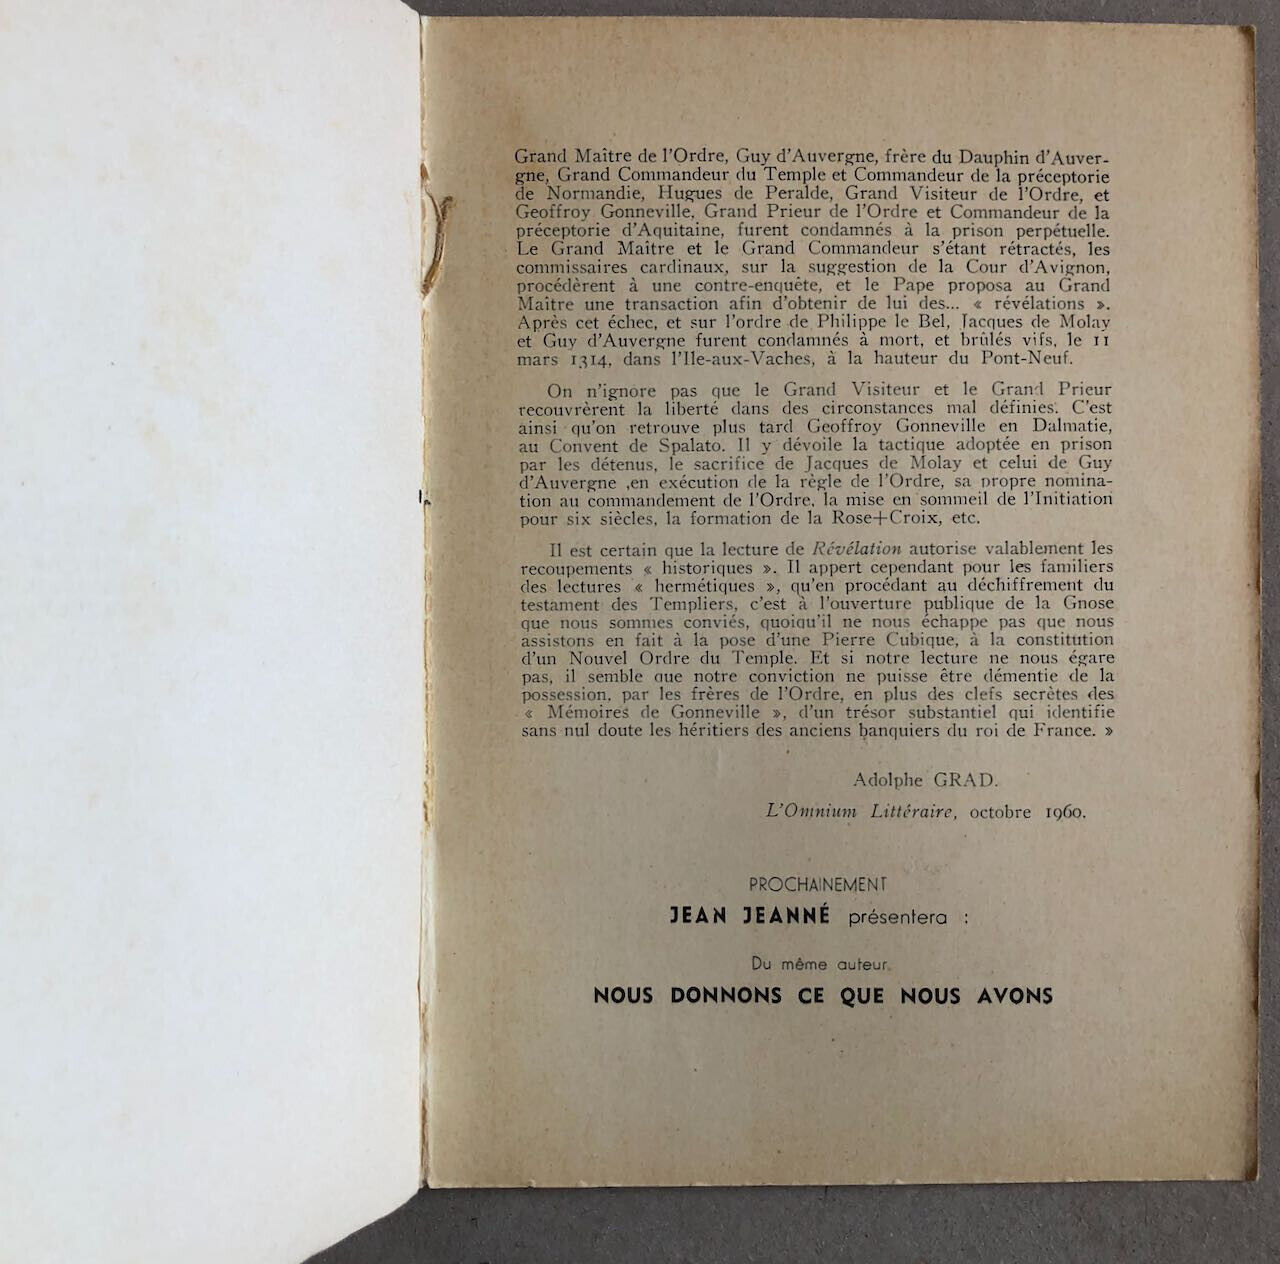 Grand Maître de l'Ordre, Guy d'Auvergne, frère du Dauphin d'Auver-
gne, Grand Commandeur du Temple et Commandeur de la préceptorie
de Normandie, Hugues de Peralde, Grand Visiteur de l'Ordre, et
Geoffroy Gonneville, Grand Prieur de l'Ordre et Commandeur de la
préceptorie d'Aquitaine, furent condamnés à la prison perpétuelle.
Le Grand Maître et le Grand Commandeur s'étant rétractés, les
commissaires cardinaux, sur la suggestion de la Cour d'Avignon,
procédèrent à une contre-enquête, et le Pape proposa au Grand
Maître une transaction afin d'obtenir de lui des... « révélations ».
Après cet échec, et sur l'ordre de Philippe le Bel, Jacques de Molay
et Guy d'Auvergne furent condamnés à mort, et brûlés vifs, le 11
mars 1314, dans l'Ile-aux-Vaches, à la hauteur du Pont-Neuf.
On n'ignore pas que le Grand Visiteur et le Grand Prieur
recouvrèrent la liberté dans des circonstances mal définies. C'est
ainsi qu'on retrouve plus tard Geoffroy Gonneville en Dalmatie,
au Convent de Spalato. Il y dévoile la tactique adoptée en prison
par les détenus, le sacrifice de Jacques de Molay et celui de Guy
d'Auvergne ,en exécution de la règle de l'Ordre, sa propre nomina-
tion au commandement de l'Ordre, la mise en sommeil de l'Initiation
pour six siècles, la formation de la Rose+Croix, etc.
Il est certain que la lecture de Révélation autorise valablement les
recoupements « historiques ». Il appert cependant pour les familiers
des lectures « hermétiques », qu'en procédant au déchiffrement du
testament des Templiers, c'est à l'ouverture publique de la Gnose
que nous sommes conviés, quoiqu'il ne nous échappe pas que nous
assistons en fait à la pose d'une Pierre Cubique, à la constitution
d'un Nouvel Ordre du Temple. Et si notre lecture ne nous égare
pas, il semble que notre conviction ne puisse être démentie de la
possession, par les frères de l'Ordre, en plus des clefs secrètes des
« Mémoires de Gonneville », d'un trésor substantiel qui identifie
sans nul doute les héritiers des anciens banquiers du roi de France. »
Adolphe GRAD.
L'Omnium Littéraire, octobre 1960.
PROCHAINEMENT
JEAN JEANNÉ présentera :
Du même auteur
NOUS DONNONS CE QUE NOUS AVONS